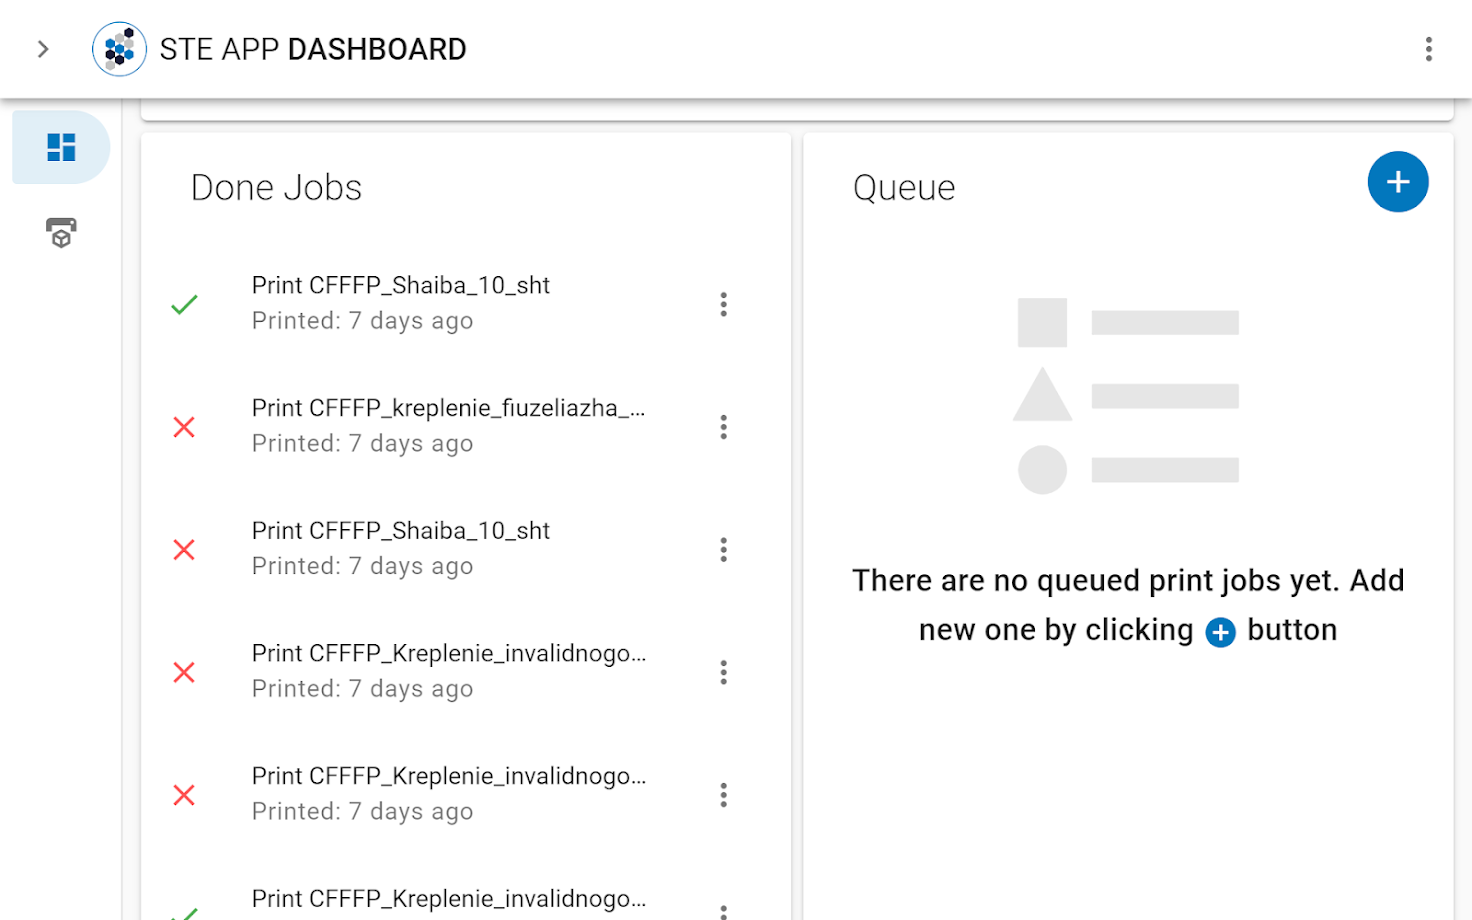 STE APP DASHBOARD
Done Jobs
Print CFFFP_Shaiba_10_sht
Printed: 7 days ago
Print CFFFP_kreplenie_fiuzeliazha_...
Printed: 7 days ago
Print CFFFP_Shaiba_10_sht
Printed: 7 days ago
Print CFFFP_Kreplenie_invalidnogo...
Printed: 7 days ago
Print CFFFP_Kreplenie_invalidnogo...
Printed: 7 days ago
Print CFFFP_Kreplenie_invalidnogo...
Queue
There are no queued print jobs yet. Add
new one by clicking + button